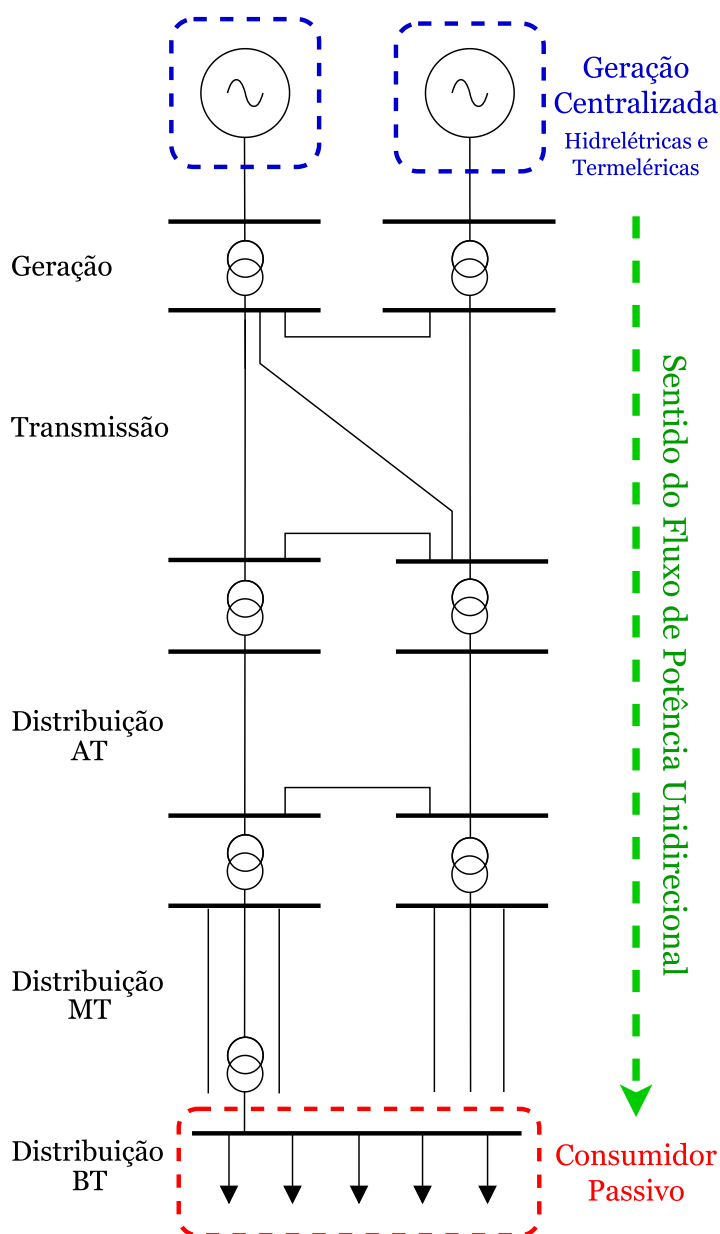 Geração
Centralizada
Hidrelétricas e
Termeléricas
Geração
Transmissão
Sentido do Fluxo de Potência Unidirecional
Distribuição
AT
Distribuição
MT
Distribuição
BT
Consumidor
Passivo